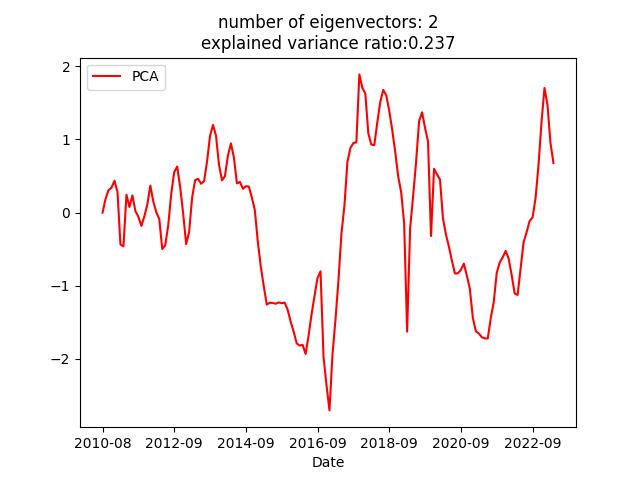 number of eigenvectors: 2
explained variance ratio:0.237
PCA
2
1
0
−1
−2
2010-08 2012-09 2014-09 2016-09 2018-09 2020-09 2022-09
Date